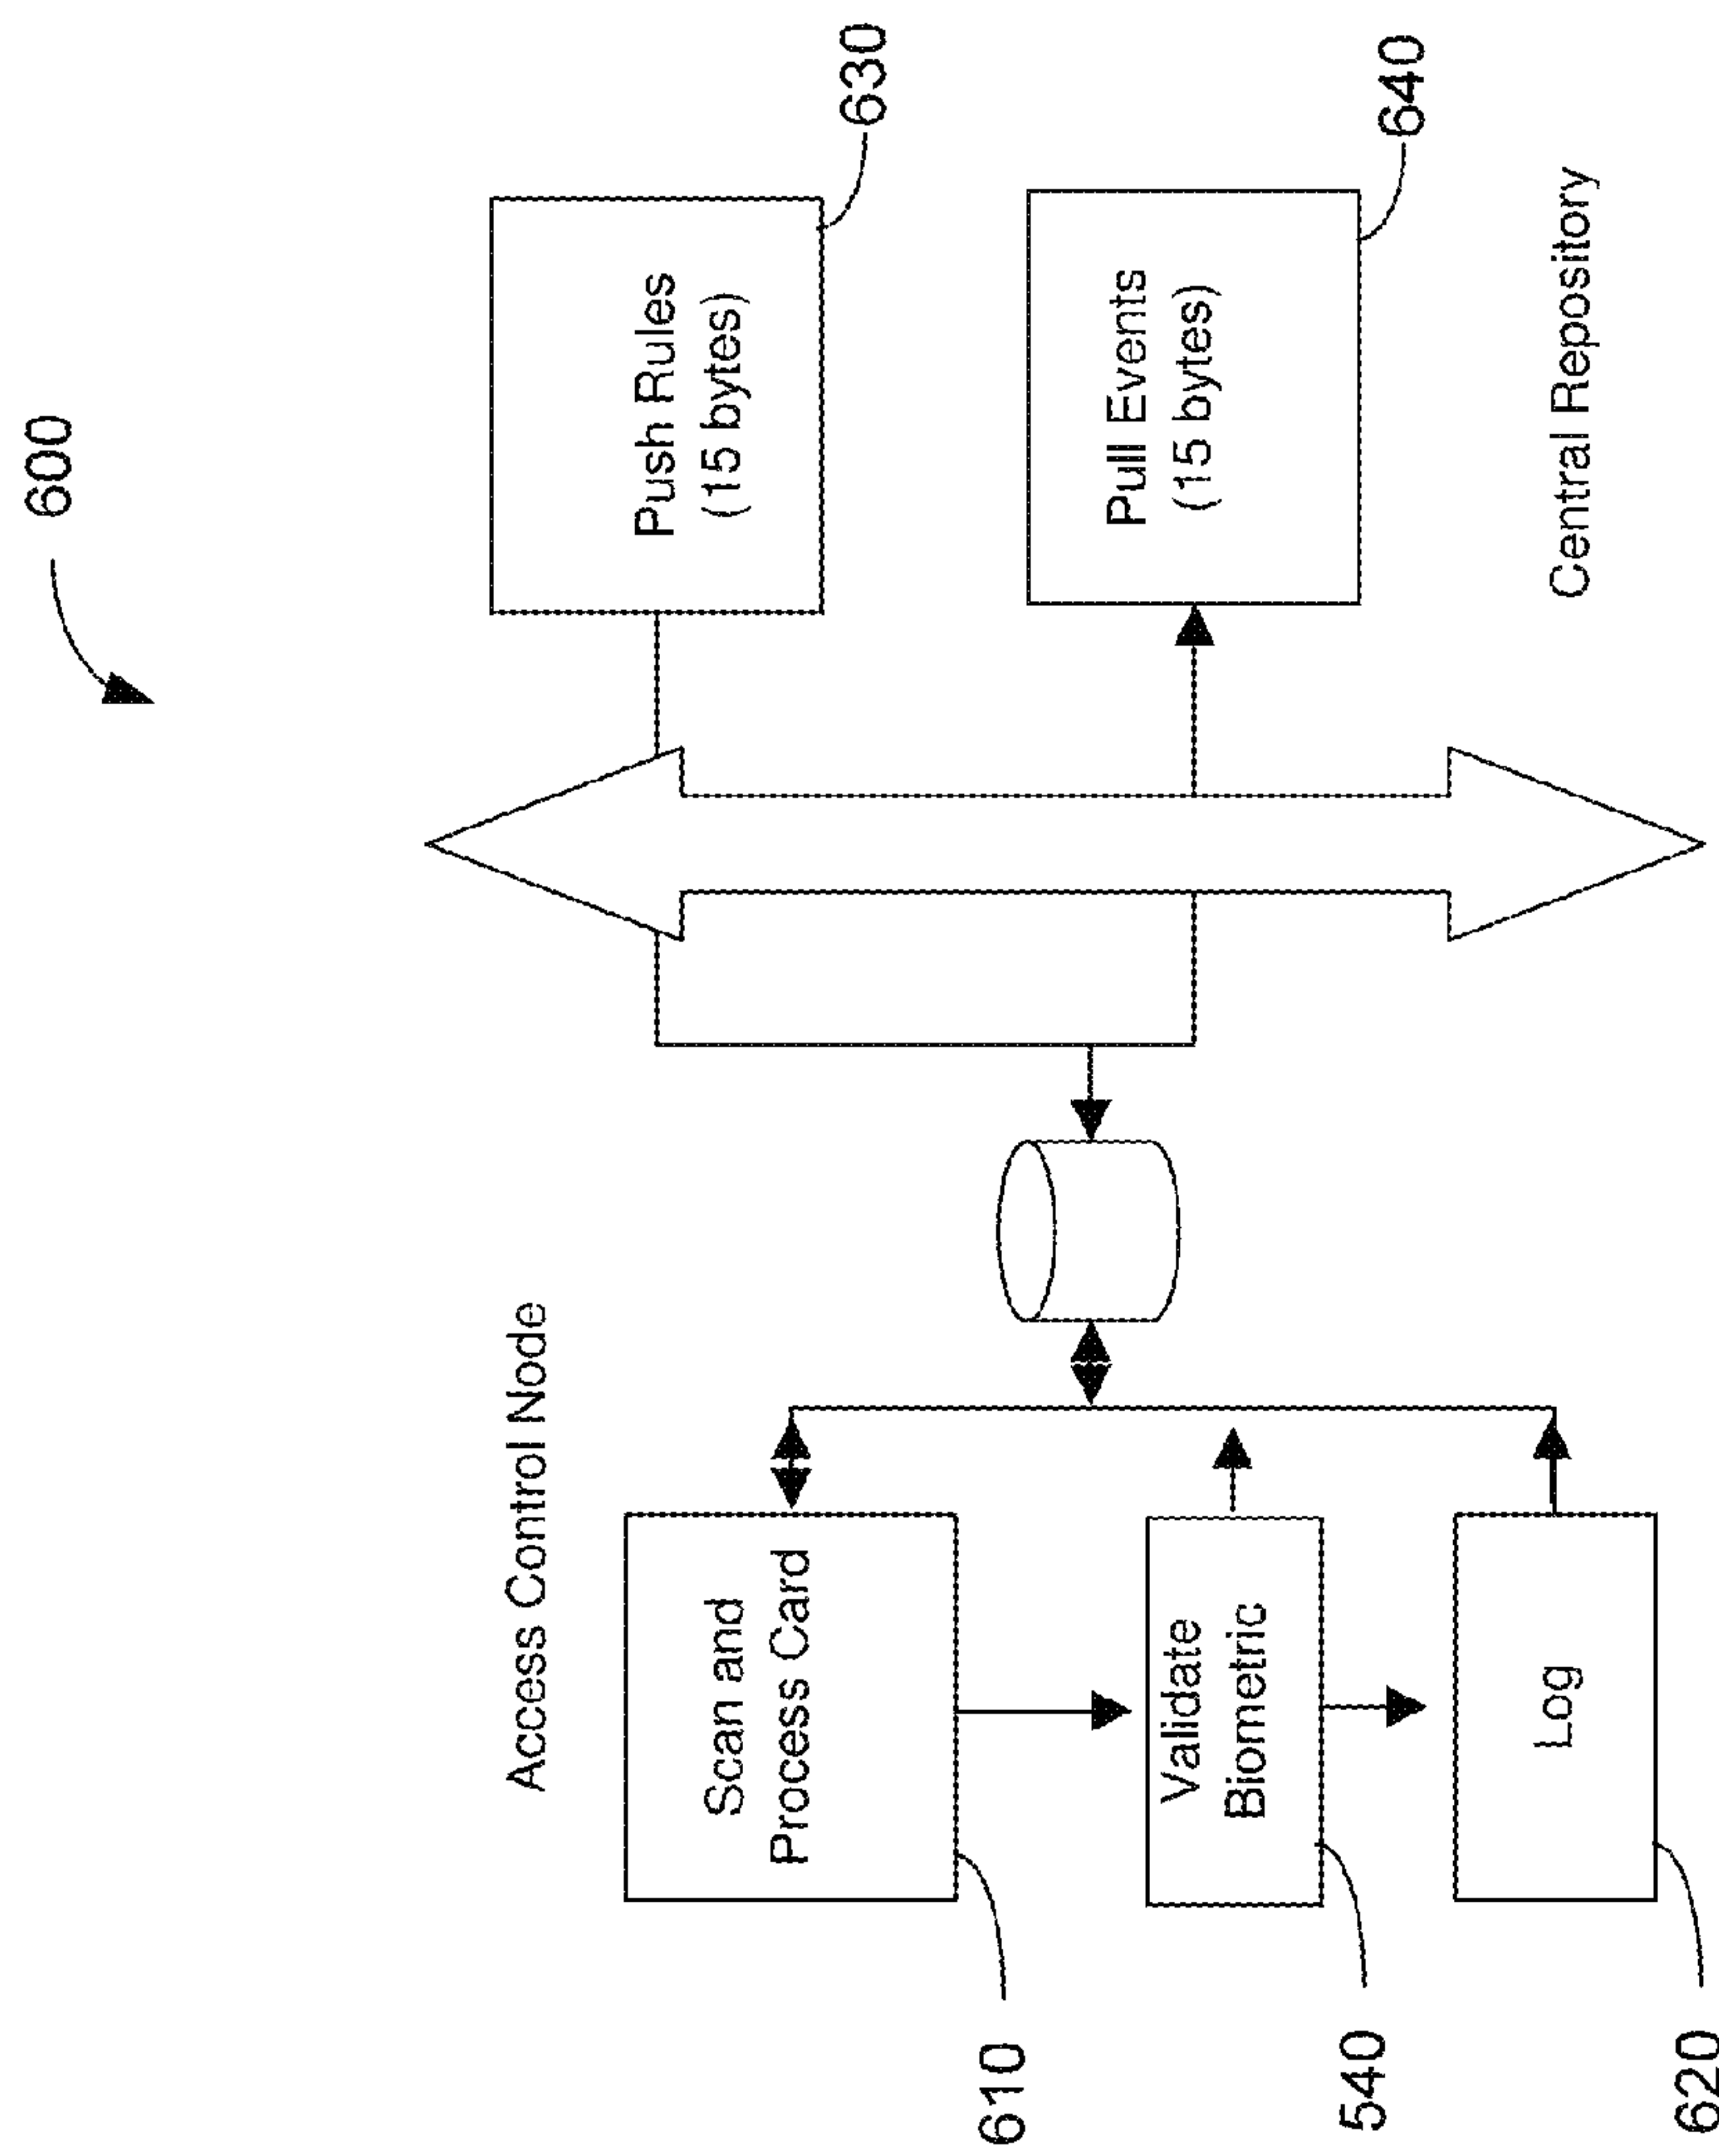 600
Access Control Node
Scan and
Process Card
610
Validate
Biometric
540
Log
620
Push Rules
(15 bytes)
630
Pull Events
(15 bytes)
640
Central Repository